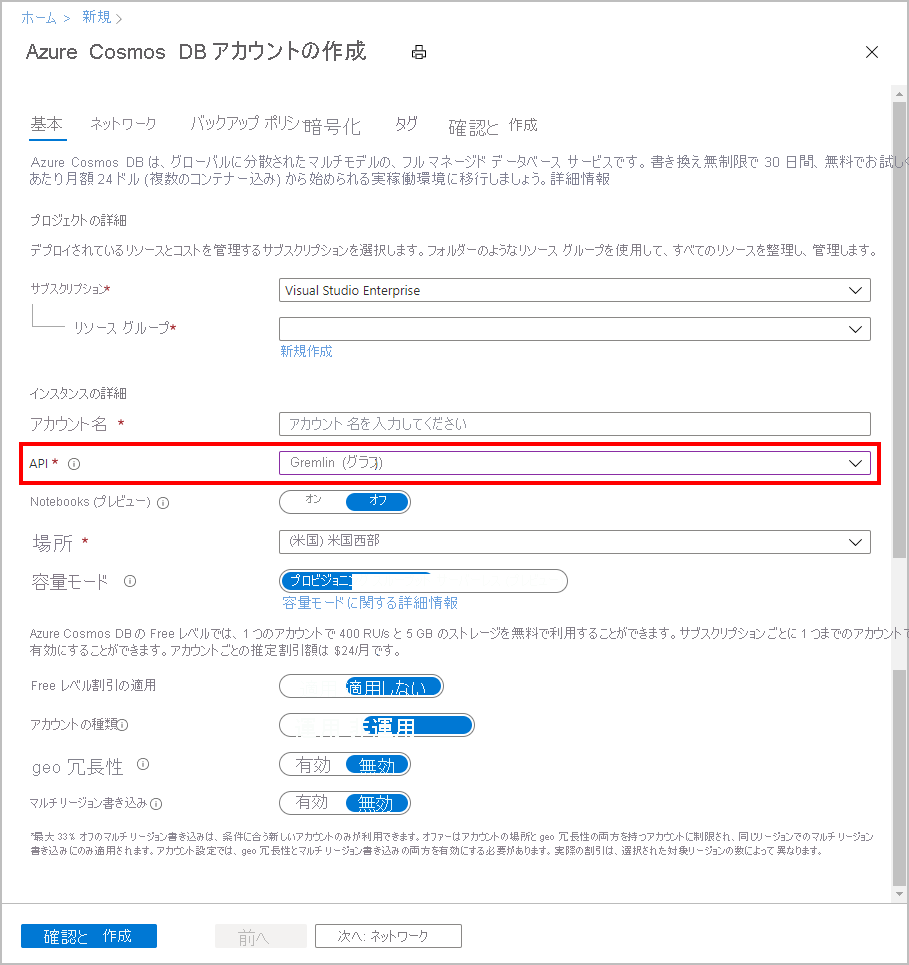 ホーム > 新規 >
Azure Cosmos DB アカウントの作成
基本 ネットワーク バックアップ ポリシ 暗号化 タグ 確認と 作成
Azure Cosmos DB は、グローバルに分散されたマルチモデルの、フル マネージド データベース サービスです。書き換え無制限で 30 日間、無料でお試しく
あたり月額 24 ドル (複数のコンテナー込み) から始められる実稼働環境に移行しましょう。詳細情報
プロジェクトの詳細
デプロイされているリソースとコストを管理するサブスクリプションを選択します。フォルダーのようなリソース グループを使用して、すべてのリソースを整理し、管理します。
サブスクリプション* Visual Studio Enterprise
リソース グループ*
新規作成
インスタンスの詳細
アカウント名 * アカウント 名を入力してください
API * Gremlin (グラフ)
Notebooks (プレビュー) オン オフ
場所 * (米国) 米国西部
容量モード プロビジョニン
容量モードに関する詳細情報
Azure Cosmos DB の Free レベルでは、1 つのアカウントで 400 RU/s と 5 GB のストレージを無料で利用することができます。サブスクリプションごとに 1 つまでのアカウントで
有効にすることができます。アカウントごとの推定割引額は $24/月です。
Free レベル割引の適用 適用しない
アカウントの種類 運用
geo 冗長性 有効 無効
マルチリージョン書き込み 有効 無効
*最大 33% オフのマルチ リージョン書き込みは、条件に合う新しいアカウントのみが利用できます。オファーはアカウントの場所と geo 冗長性の両方を持つアカウントに制限され、同じリージョンでのマルチ リージョン
書き込みにのみ適用されます。アカウント設定では、geo 冗長性とマルチ リージョン書き込みの両方を有効にする必要があります。実際の割引は、選択された対象リージョンの数によって異なります。
確認と 作成 前へ 次へ: ネットワーク